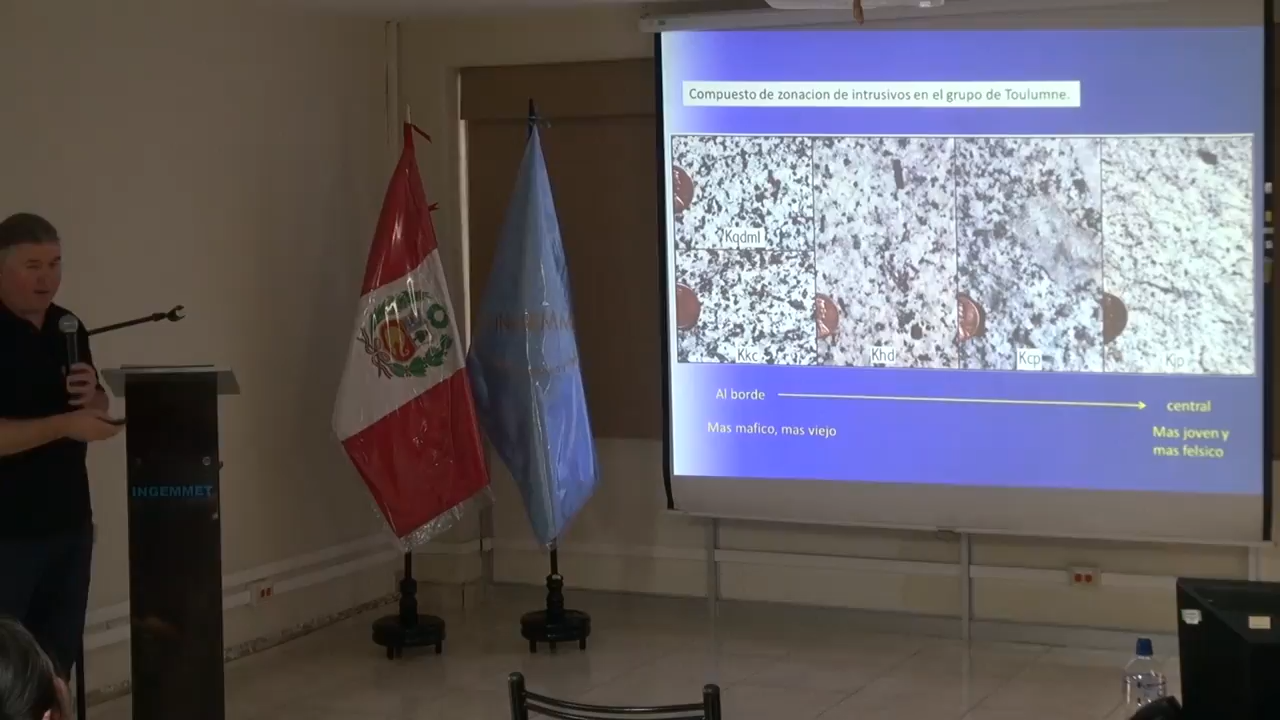 Compuesto de zonacion de intrusivos en el grupo de Toulumne.
Kqdml
Kkc
Khd
Kcp
Kjp
Al borde
central
Mas mafico, mas viejo
Mas joven y
mas felsico
INGEMMET